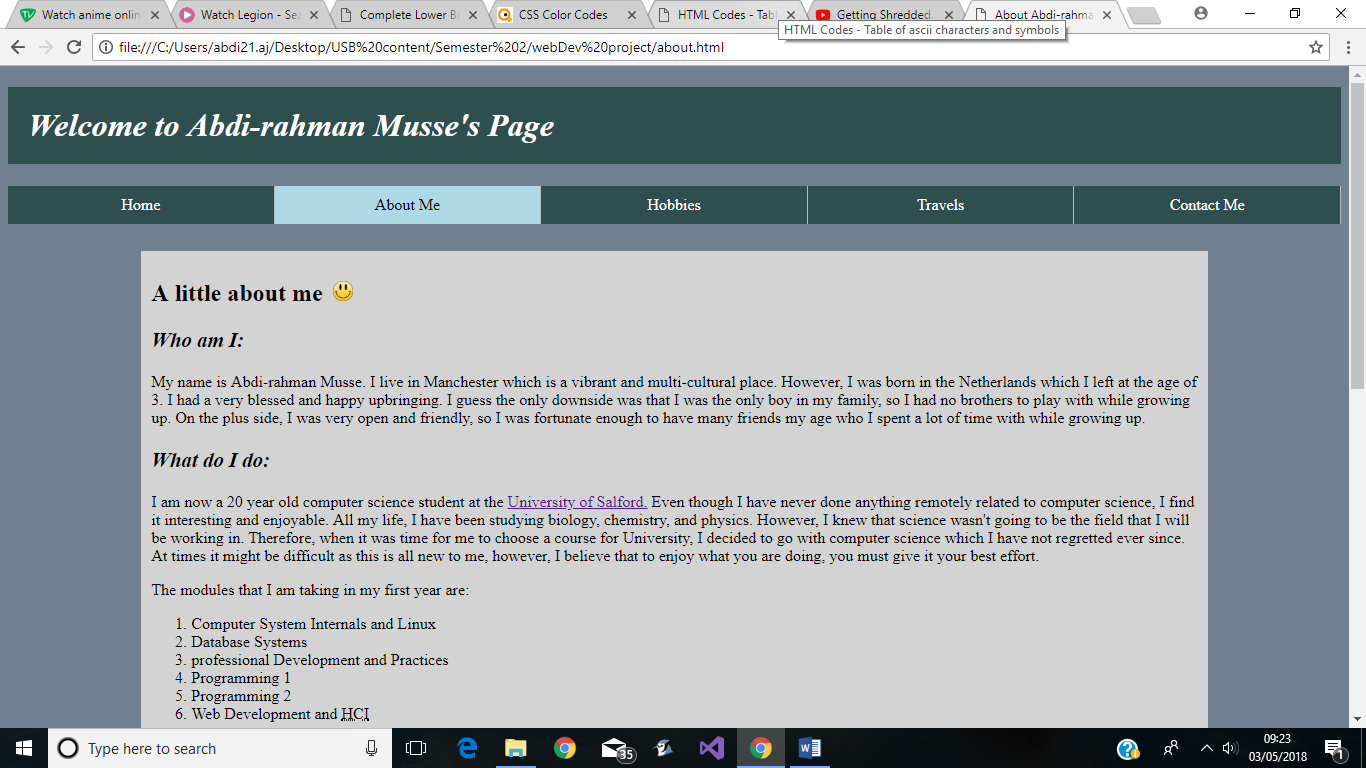 Watch anime onlin
Watch Legion - Sea
Complete Lower Bo
CSS Color Codes
HTML Codes - Tabl
Getting Shredded
About Abdi-rahma
HTML Codes - Table of ascii characters and symbols
file:///C:/Users/abdi21.aj/Desktop/USB%20content/Semester%202/webDev%20project/about.html
Welcome to Abdi-rahman Musse's Page
Home
About Me
Hobbies
Travels
Contact Me
A little about me
Who am I:
My name is Abdi-rahman Musse. I live in Manchester which is a vibrant and multi-cultural place. However, I was born in the Netherlands which I left at the age of
3. I had a very blessed and happy upbringing. I guess the only downside was that I was the only boy in my family, so I had no brothers to play with while growing
up. On the plus side, I was very open and friendly, so I was fortunate enough to have many friends my age who I spent a lot of time with while growing up.
What do I do:
I am now a 20 year old computer science student at the University of Salford. Even though I have never done anything remotely related to computer science, I find
it interesting and enjoyable. All my life, I have been studying biology, chemistry, and physics. However, I knew that science wasn't going to be the field that I will
be working in. Therefore, when it was time for me to choose a course for University, I decided to go with computer science which I have not regretted ever since.
At times it might be difficult as this is all new to me, however, I believe that to enjoy what you are doing, you must give it your best effort.
The modules that I am taking in my first year are:
1. Computer System Internals and Linux
2. Database Systems
3. professional Development and Practices
4. Programming 1
5. Programming 2
6. Web Development and HCI
Type here to search
35
09:23
03/05/2018
1